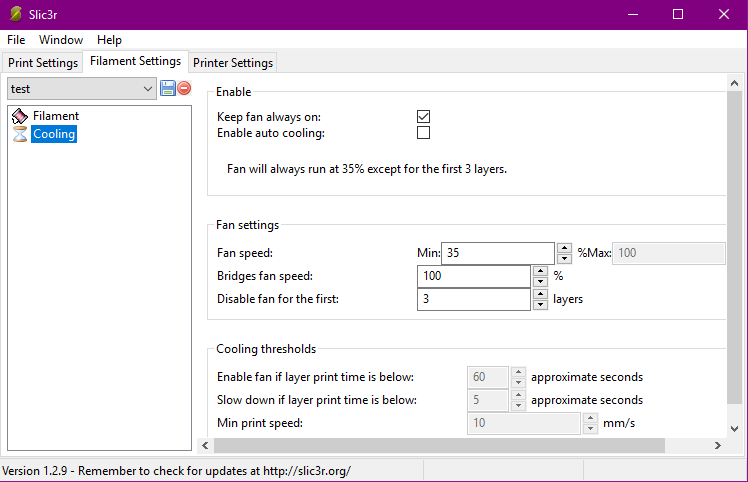 Slic3r
File Window Help
Print Settings Filament Settings Printer Settings
test
Filament
Cooling
Enable
Keep fan always on:
Enable auto cooling:
Fan will always run at 35% except for the first 3 layers.
Fan settings
Fan speed: Min: 35 %Max: 100
Bridges fan speed: 100 %
Disable fan for the first: 3 layers
Cooling thresholds
Enable fan if layer print time is below: 60 approximate seconds
Slow down if layer print time is below: 5 approximate seconds
Min print speed: 10 mm/s
Version 1.2.9 - Remember to check for updates at http://slic3r.org/